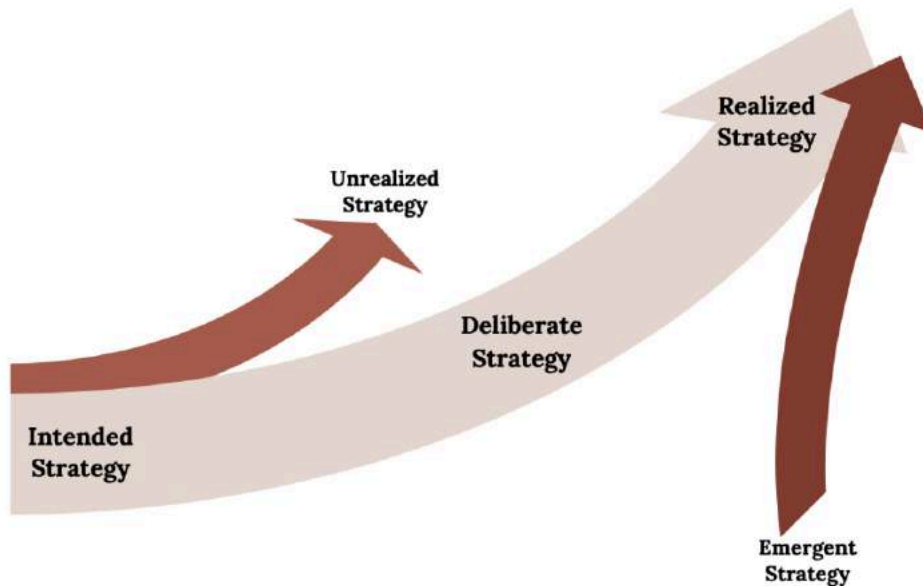 Realized
Strategy
Unrealized
Strategy
Deliberate
Strategy
Intended
Strategy
Emergent
Strategy